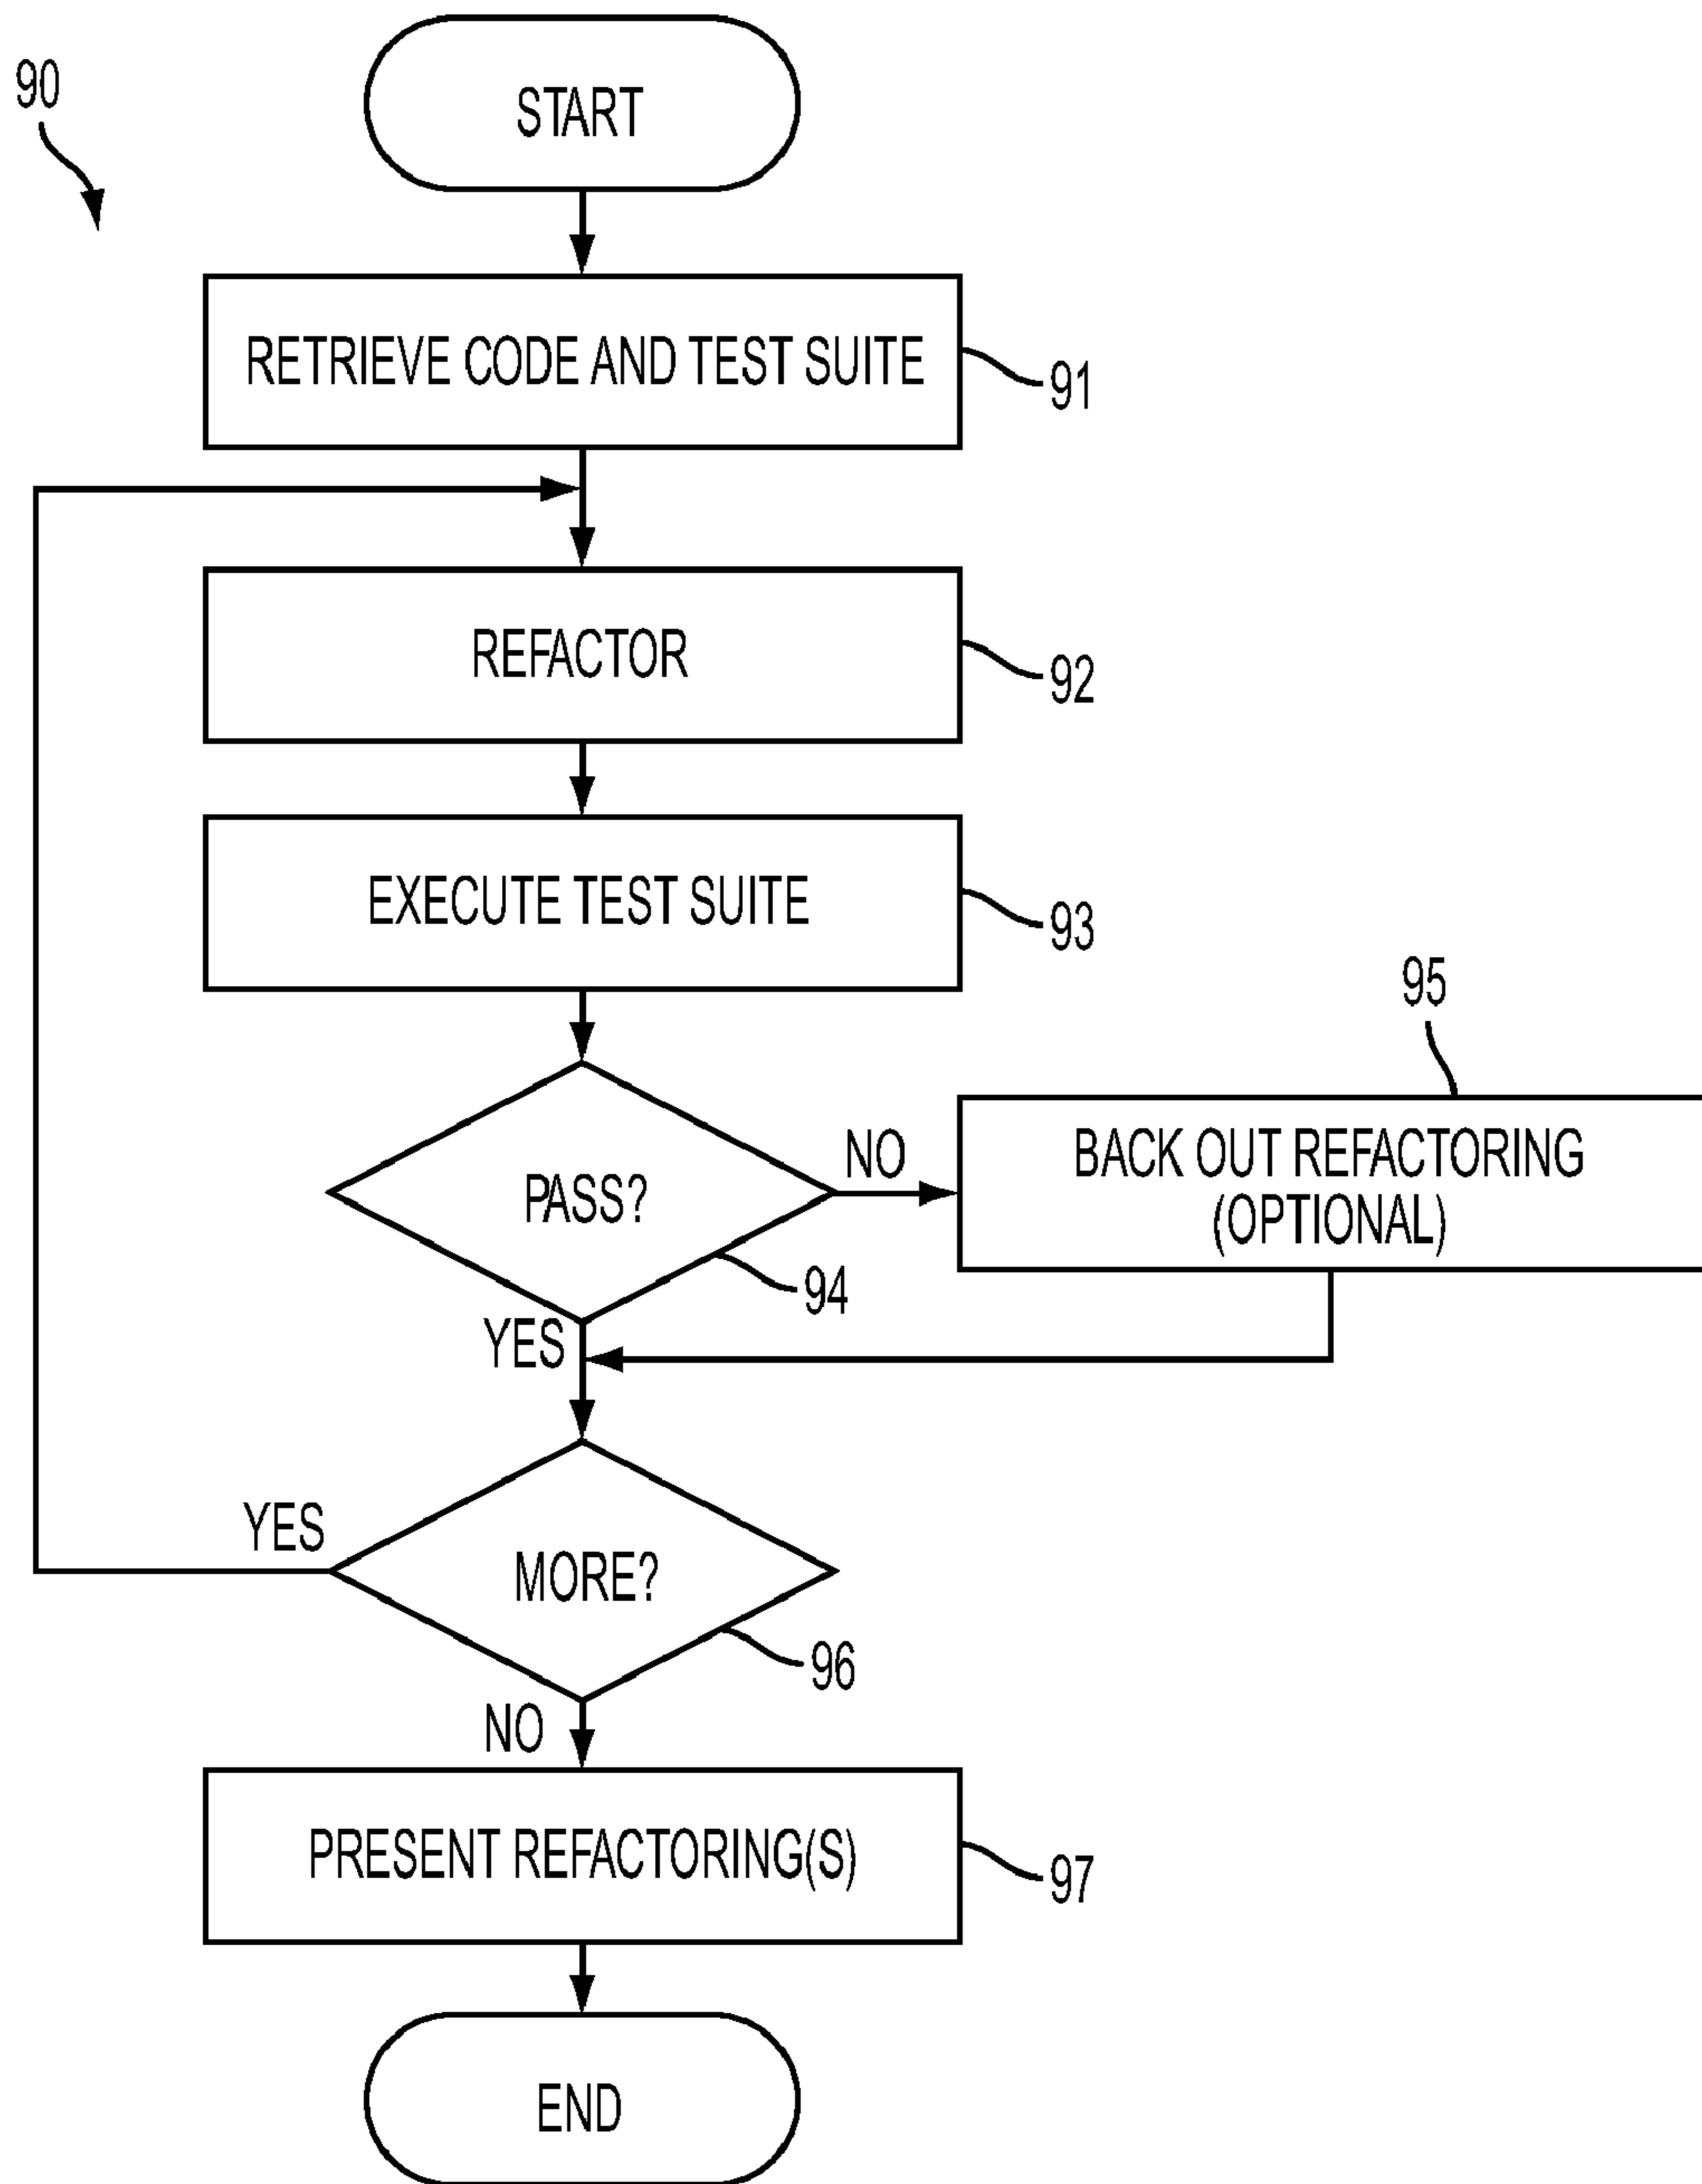 90
START
RETRIEVE CODE AND TEST SUITE
91
REFACTOR
92
EXECUTE TEST SUITE
93
95
PASS?
NO
BACK OUT REFACTORING
(OPTIONAL)
94
YES
YES
MORE?
96
NO
PRESENT REFACTORING(S)
97
END